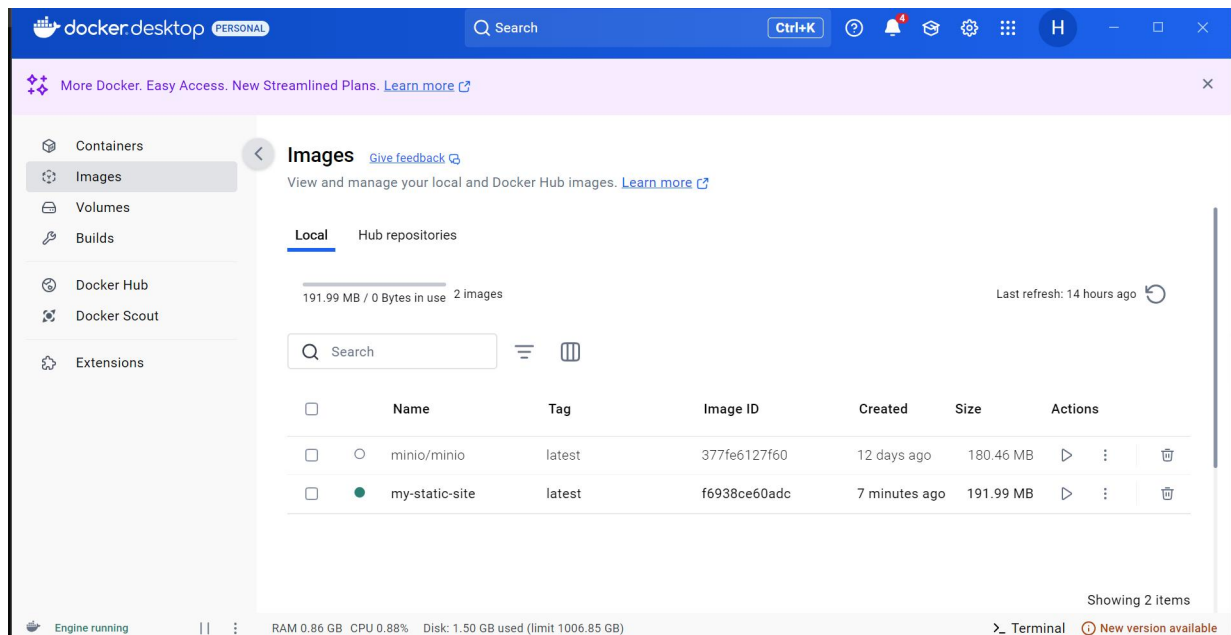 docker.desktop PERSONAL Search Ctrl+K 4 H
More Docker. Easy Access. New Streamlined Plans. Learn more
Containers
Images
Volumes
Builds
Docker Hub
Docker Scout
Extensions
Images Give feedback
View and manage your local and Docker Hub images. Learn more
Local Hub repositories
191.99 MB / 0 Bytes in use 2 images Last refresh: 14 hours ago
Search
Name Tag Image ID Created Size Actions
minio/minio latest 377fe6127f60 12 days ago 180.46 MB
my-static-site latest f6938ce60adc 7 minutes ago 191.99 MB
Showing 2 items
Engine running RAM 0.86 GB CPU 0.88% Disk: 1.50 GB used (limit 1006.85 GB) >_ Terminal New version available